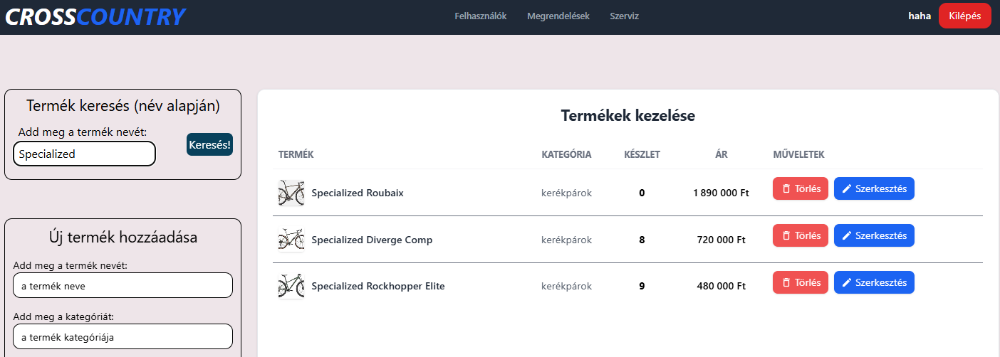 CROSSCOUNTRY
Felhasználók Megrendelések Szerviz
haha Kilépés
Termék keresés (név alapján)
Add meg a termék nevét:
Specialized
Keresés!
Új termék hozzáadása
Add meg a termék nevét:
a termék neve
Add meg a kategóriát:
a termék kategóriája
Termékek kezelése
TERMÉK KATEGÓRIA KÉSZLET ÁR MŰVELETEK
Specialized Roubaix kerékpárok 0 1 890 000 Ft Törlés Szerkesztés
Specialized Diverge Comp kerékpárok 8 720 000 Ft Törlés Szerkesztés
Specialized Rockhopper Elite kerékpárok 9 480 000 Ft Törlés Szerkesztés